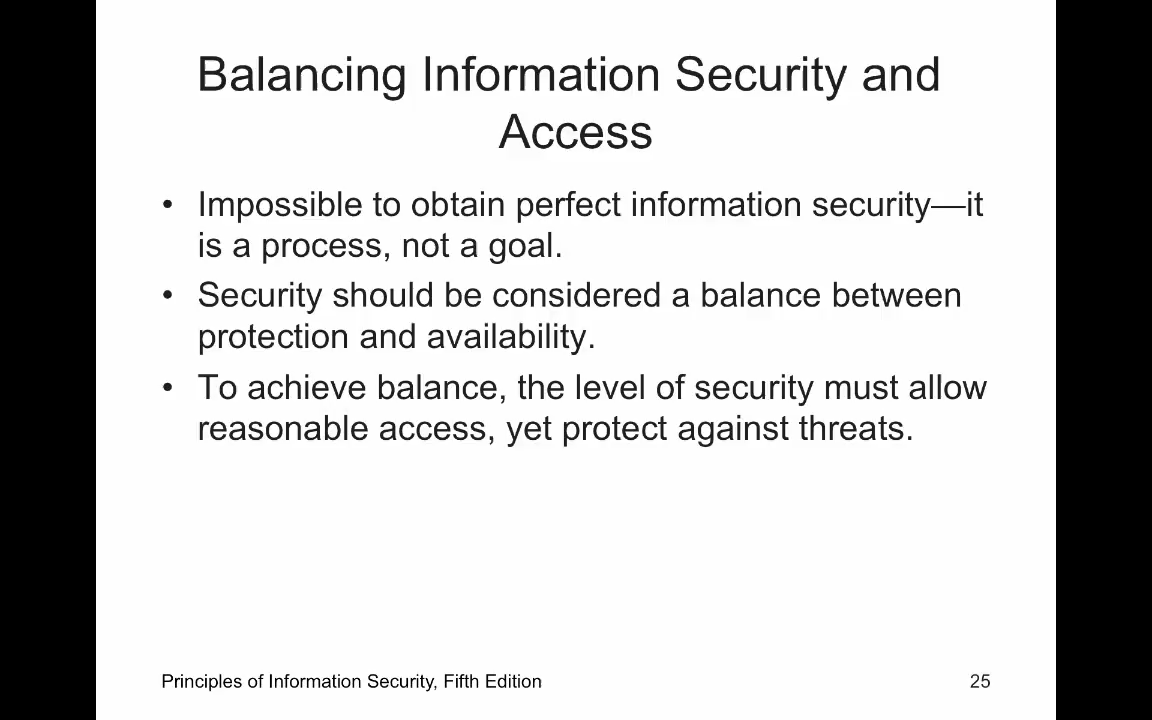 Balancing Information Security and
Access
• Impossible to obtain perfect information security—it
is a process, not a goal.
• Security should be considered a balance between
protection and availability.
• To achieve balance, the level of security must allow
reasonable access, yet protect against threats.
Principles of Information Security, Fifth Edition
25